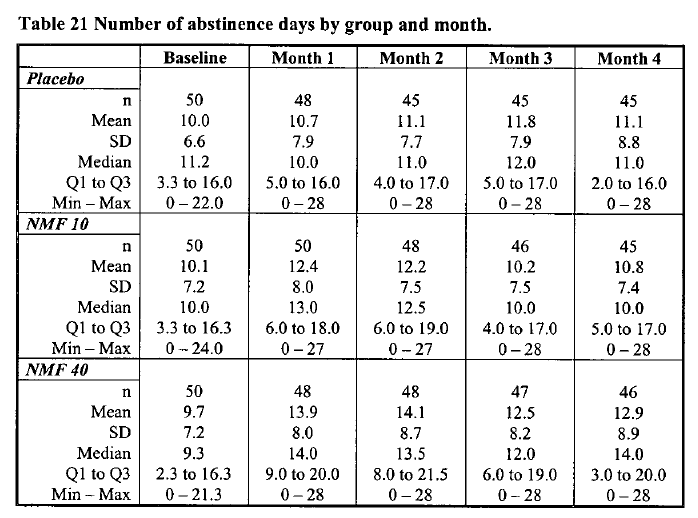 Table 21 Number of abstinence days by group and month.
Baseline Month 1 Month 2 Month 3 Month 4
Placebo
n 50 48 45 45 45
Mean 10.0 10.7 11.1 11.8 11.1
SD 6.6 7.9 7.7 7.9 8.8
Median 11.2 10.0 11.0 12.0 11.0
Q1 to Q3 3.3 to 16.0 5.0 to 16.0 4.0 to 17.0 5.0 to 17.0 2.0 to 16.0
Min – Max 0 – 22.0 0 – 28 0 – 28 0 – 28 0 – 28
NMF 10
n 50 50 48 46 45
Mean 10.1 12.4 12.2 10.2 10.8
SD 7.2 8.0 7.5 7.5 7.4
Median 10.0 13.0 12.5 10.0 10.0
Q1 to Q3 3.3 to 16.3 6.0 to 18.0 6.0 to 19.0 4.0 to 17.0 5.0 to 17.0
Min – Max 0 – 24.0 0 – 27 0 – 27 0 – 28 0 – 28
NMF 40
n 50 48 48 47 46
Mean 9.7 13.9 14.1 12.5 12.9
SD 7.2 8.0 8.7 8.2 8.9
Median 9.3 14.0 13.5 12.0 14.0
Q1 to Q3 2.3 to 16.3 9.0 to 20.0 8.0 to 21.5 6.0 to 19.0 3.0 to 20.0
Min – Max 0 – 21.3 0 – 28 0 – 28 0 – 28 0 – 28